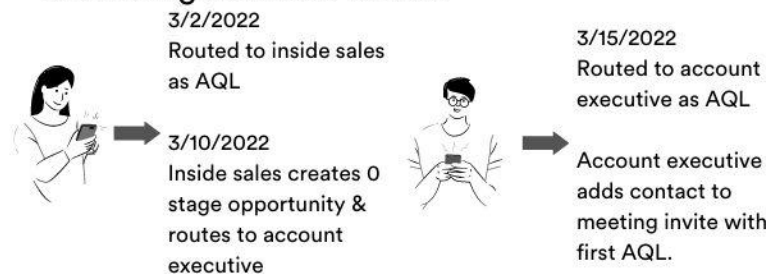 3/2/2022
Routed to inside sales
as AQL
3/10/2022
Inside sales creates 0
stage opportunity &
routes to account
executive
3/15/2022
Routed to account
executive as AQL
Account executive
adds contact to
meeting invite with
first AQL.